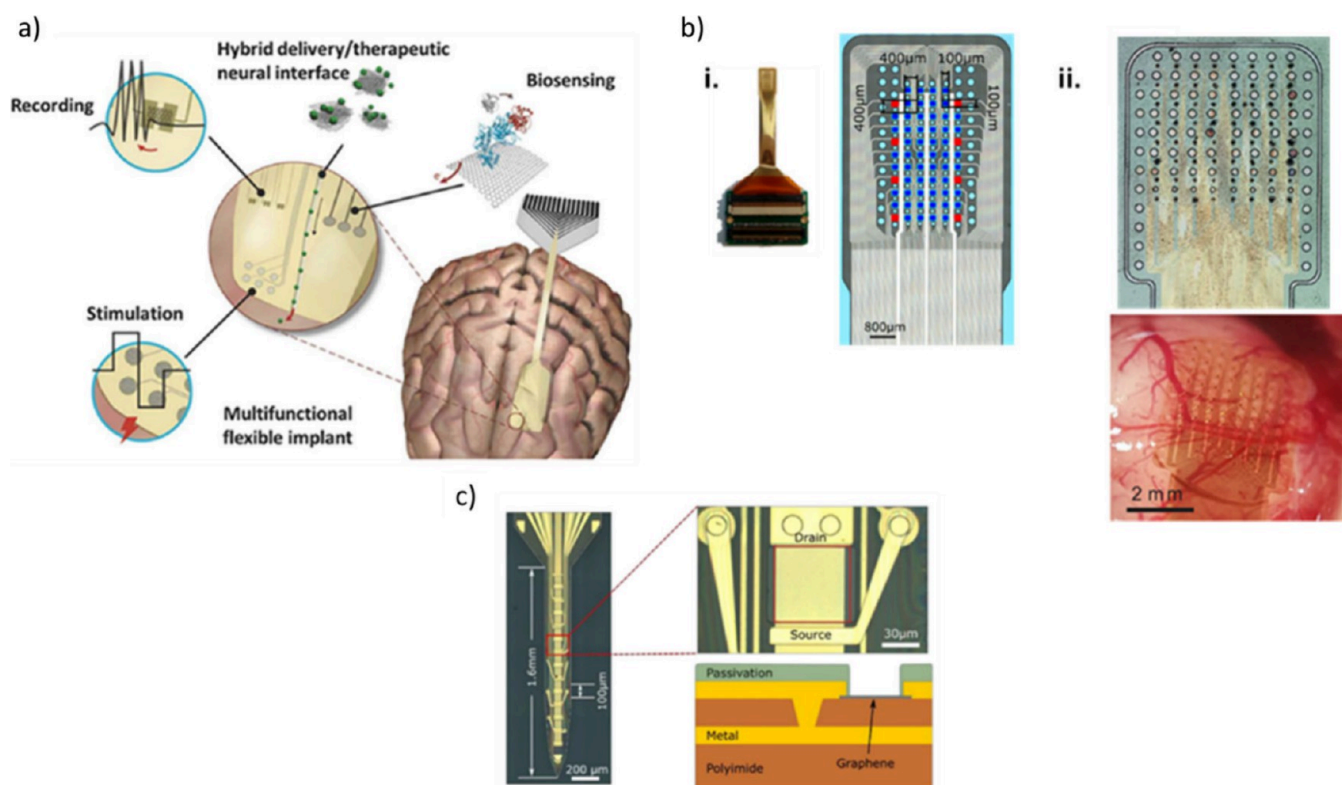 a)
Hybrid delivery/therapeutic
neural interface
Recording
Biosensing
Stimulation
Multifunctional
flexible implant
b)
i.
400μm
100μm
400μm
100μm
800μm
ii.
2 mm
c)
1.6mm
100μm
200 μm
Drain
Source
30μm
Passivation
Metal
Graphene
Polyimide